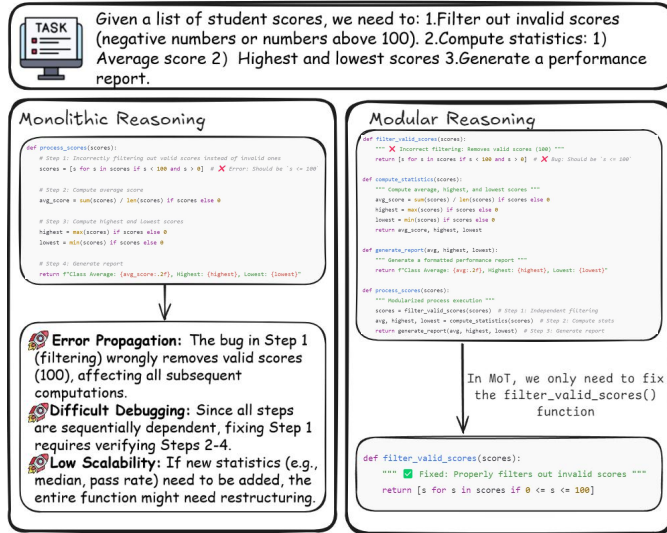 TASK
Given a list of student scores, we need to: 1.Filter out invalid scores
(negative numbers or numbers above 100). 2.Compute statistics: 1)
Average score 2) Highest and lowest scores 3.Generate a performance
report.
Monolithic Reasoning
def process_scores(scores):
# Step 1: Incorrectly filtering out valid scores instead of invalid ones
scores = [s for s in scores if s < 100 and s > 0] # ❌ Error: Should be `s <= 100`
# Step 2: Compute average score
avg_score = sum(scores) / len(scores) if scores else 0
# Step 3: Compute highest and lowest scores
highest = max(scores) if scores else 0
lowest = min(scores) if scores else 0
# Step 4: Generate report
return f"Class Average: {avg_score:.2f}, Highest: {highest}, Lowest: {lowest}"
Error Propagation: The bug in Step 1
(filtering) wrongly removes valid scores
(100), affecting all subsequent
computations.
Difficult Debugging: Since all steps
are sequentially dependent, fixing Step 1
requires verifying Steps 2-4.
Low Scalability: If new statistics (e.g.,
median, pass rate) need to be added, the
entire function might need restructuring.
Modular Reasoning
def filter_valid_scores(scores):
""" ❌ Incorrect filtering: Removes valid scores (100) """
return [s for s in scores if s < 100 and s > 0] # ❌ Bug: Should be `s <= 100`
def compute_statistics(scores):
""" Compute average, highest, and lowest scores """
avg_score = sum(scores) / len(scores) if scores else 0
highest = max(scores) if scores else 0
lowest = min(scores) if scores else 0
return avg_score, highest, lowest
def generate_report(avg, highest, lowest):
""" Generate a formatted performance report """
return f"Class Average: {avg:.2f}, Highest: {highest}, Lowest: {lowest}"
def process_scores(scores):
""" Modularized process execution """
scores = filter_valid_scores(scores) # Step 1: Independent filtering
avg, highest, lowest = compute_statistics(scores) # Step 2: Compute stats
return generate_report(avg, highest, lowest) # Step 3: Generate report
In MoT, we only need to fix
the filter_valid_scores()
function
def filter_valid_scores(scores):
""" ✅ Fixed: Properly filters out invalid scores """
return [s for s in scores if 0 <= s <= 100]